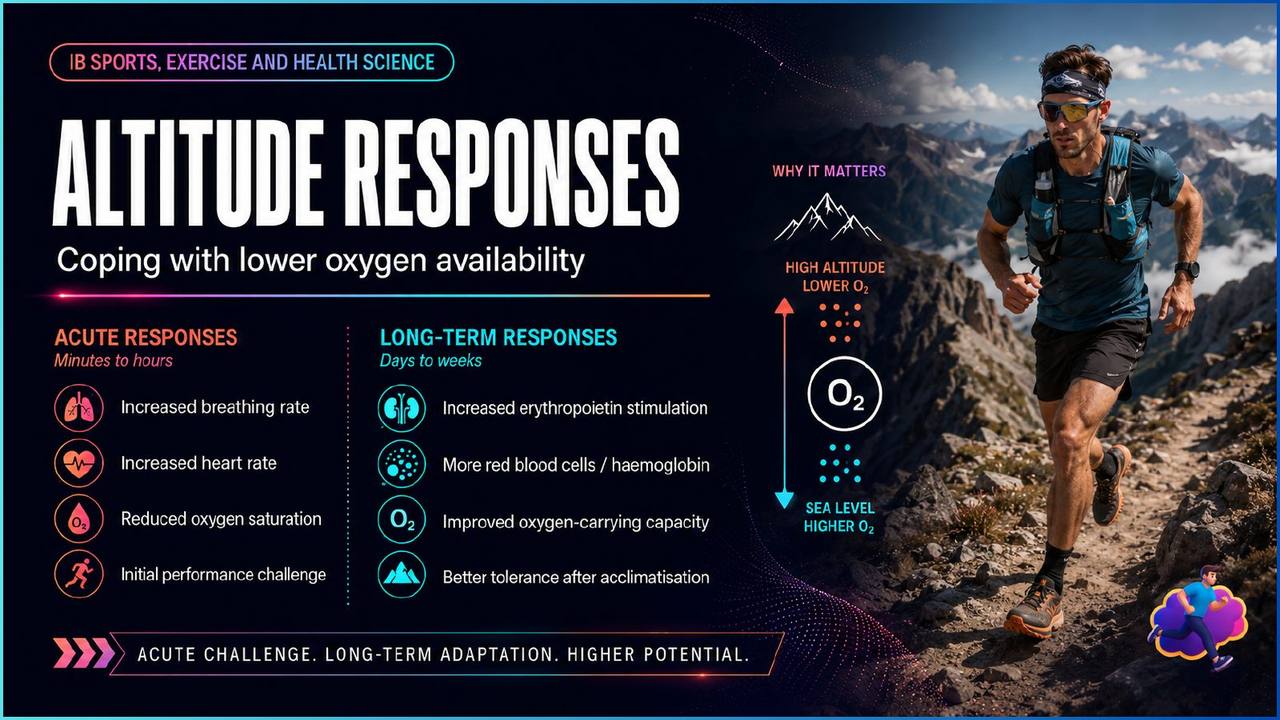 IB SPORTS, EXERCISE AND HEALTH SCIENCE
ALTITUDE RESPONSES
Coping with lower oxygen availability
ACUTE RESPONSES
Minutes to hours
Increased breathing rate
Increased heart rate
O₂
Reduced oxygen saturation
Initial performance challenge
LONG-TERM RESPONSES
Days to weeks
Increased erythropoietin stimulation
More red blood cells / haemoglobin
O₂
Improved oxygen-carrying capacity
Better tolerance after acclimatisation
WHY IT MATTERS
HIGH ALTITUDE
LOWER O₂
O₂
SEA LEVEL
HIGHER O₂
ACUTE CHALLENGE. LONG-TERM ADAPTATION. HIGHER POTENTIAL.